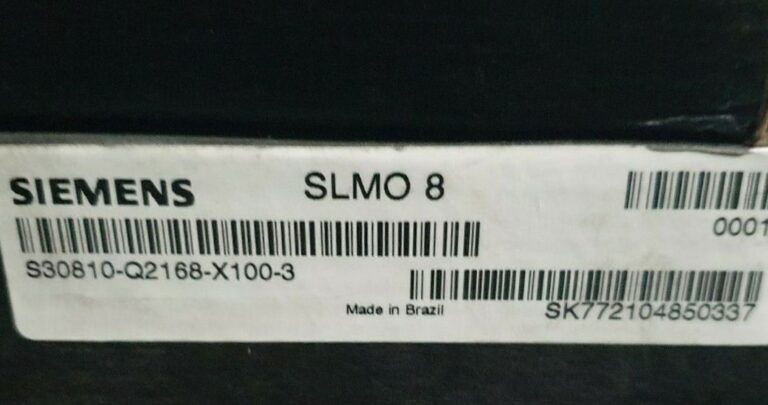 SIEMENS SLMO 8
0001
S30810-Q2168-X100-3
Made in Brazil SK772104850337